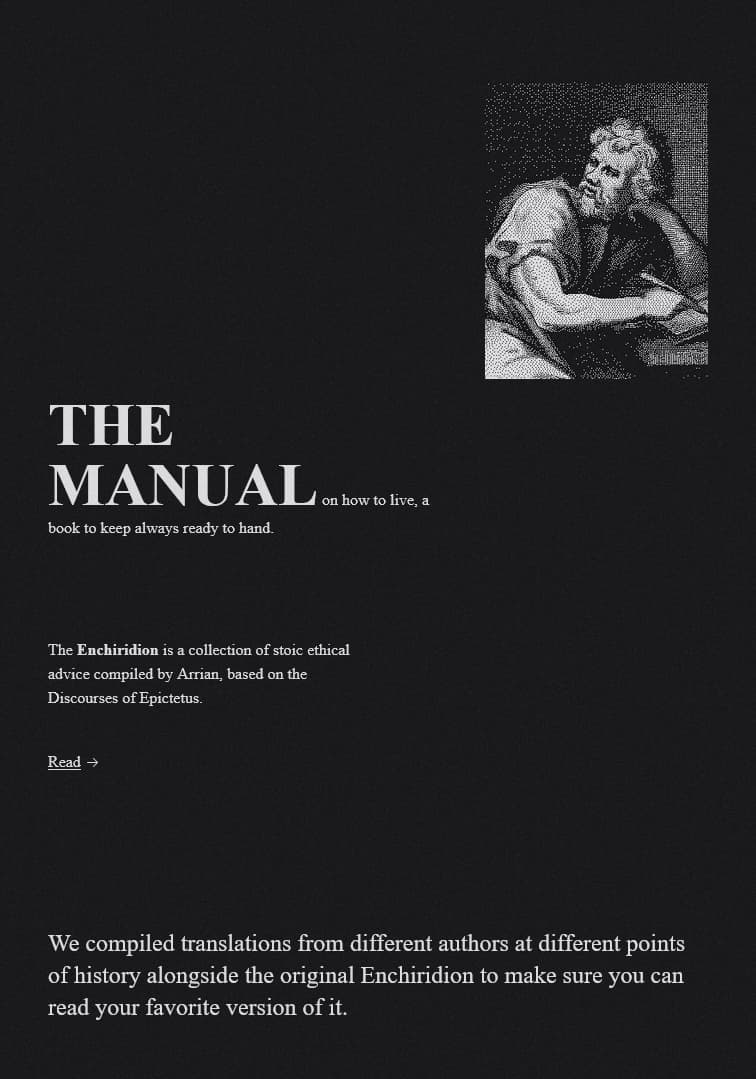 THE
MANUAL on how to live, a
book to keep always ready to hand.
The Enchiridion is a collection of stoic ethical
advice compiled by Arrian, based on the
Discourses of Epictetus.
Read →
We compiled translations from different authors at different points
of history alongside the original Enchiridion to make sure you can
read your favorite version of it.